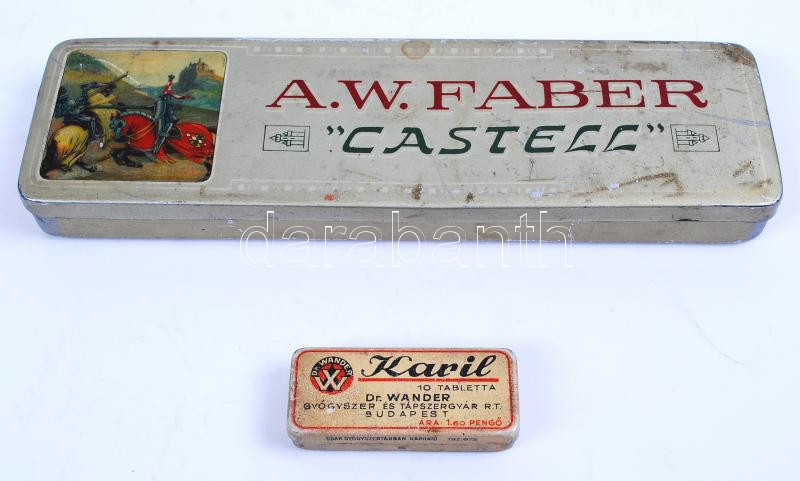 A.W. FABER
"CASTELL"
darabanth
DR. WANDER
W
Karil
10 TABLETTA
Dr. WANDER
GYÓGYSZER ÉS TÁPSZERGYÁR R.T.
BUDAPEST
ÁRA: 1.60 PENGŐ
CSAK GYÓGYSZERTÁRBAN KAPHATÓ